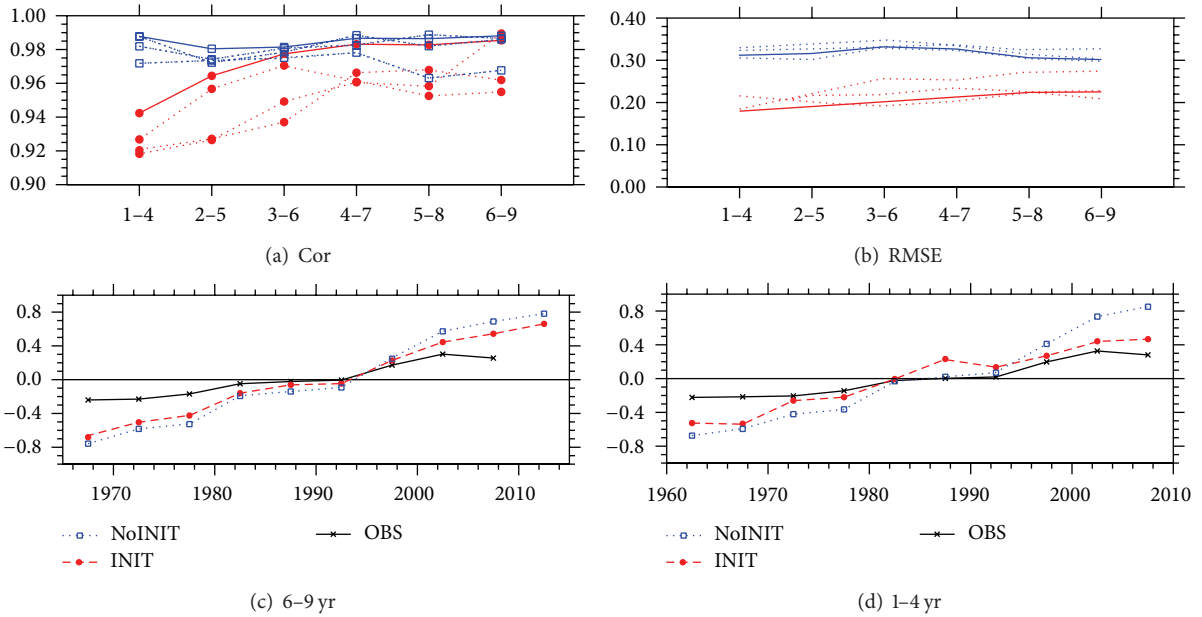 1.00
0.98
0.96
0.94
0.92
0.90
1–4 2–5 3–6 4–7 5–8 6–9
(a) Cor
0.40
0.30
0.20
0.10
0.00
1–4 2–5 3–6 4–7 5–8 6–9
(b) RMSE
0.8
0.4
0.0
−0.4
−0.8
1970 1980 1990 2000 2010
NoINIT OBS
INIT
(c) 6–9 yr
0.8
0.4
0.0
−0.4
−0.8
1960 1970 1980 1990 2000 2010
NoINIT OBS
INIT
(d) 1–4 yr